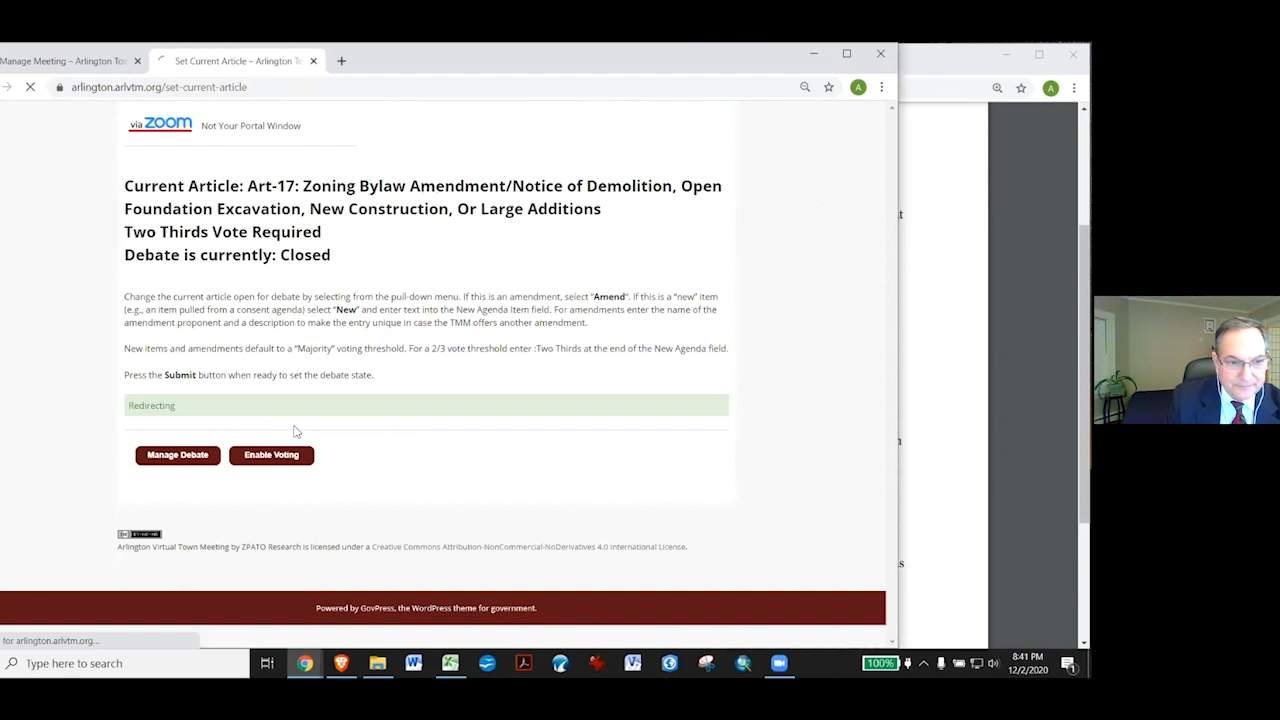 Manage Meeting – Arlington Tow
Set Current Article – Arlington To
arlington.arlvtm.org/set-current-article
A
A
via zoom Not Your Portal Window
Current Article: Art-17: Zoning Bylaw Amendment/Notice of Demolition, Open
Foundation Excavation, New Construction, Or Large Additions
Two Thirds Vote Required
Debate is currently: Closed
Change the current article open for debate by selecting from the pull-down menu. If this is an amendment, select "Amend". If this is a "new" item
(e.g., an item pulled from a consent agenda) select "New" and enter text into the New Agenda Item field. For amendments enter the name of the
amendment proponent and a description to make the entry unique in case the TMM offers another amendment.
New items and amendments default to a "Majority" voting threshold. For a 2/3 vote threshold enter :Two Thirds at the end of the New Agenda field.
Press the Submit button when ready to set the debate state.
Redirecting
Manage Debate Enable Voting
Arlington Virtual Town Meeting by ZPATO Research is licensed under a Creative Commons Attribution-NonCommercial-NoDerivatives 4.0 International License.
Powered by GovPress, the WordPress theme for government.
for arlington.arlvtm.org...
Type here to search
100%
8:41 PM
12/2/2020